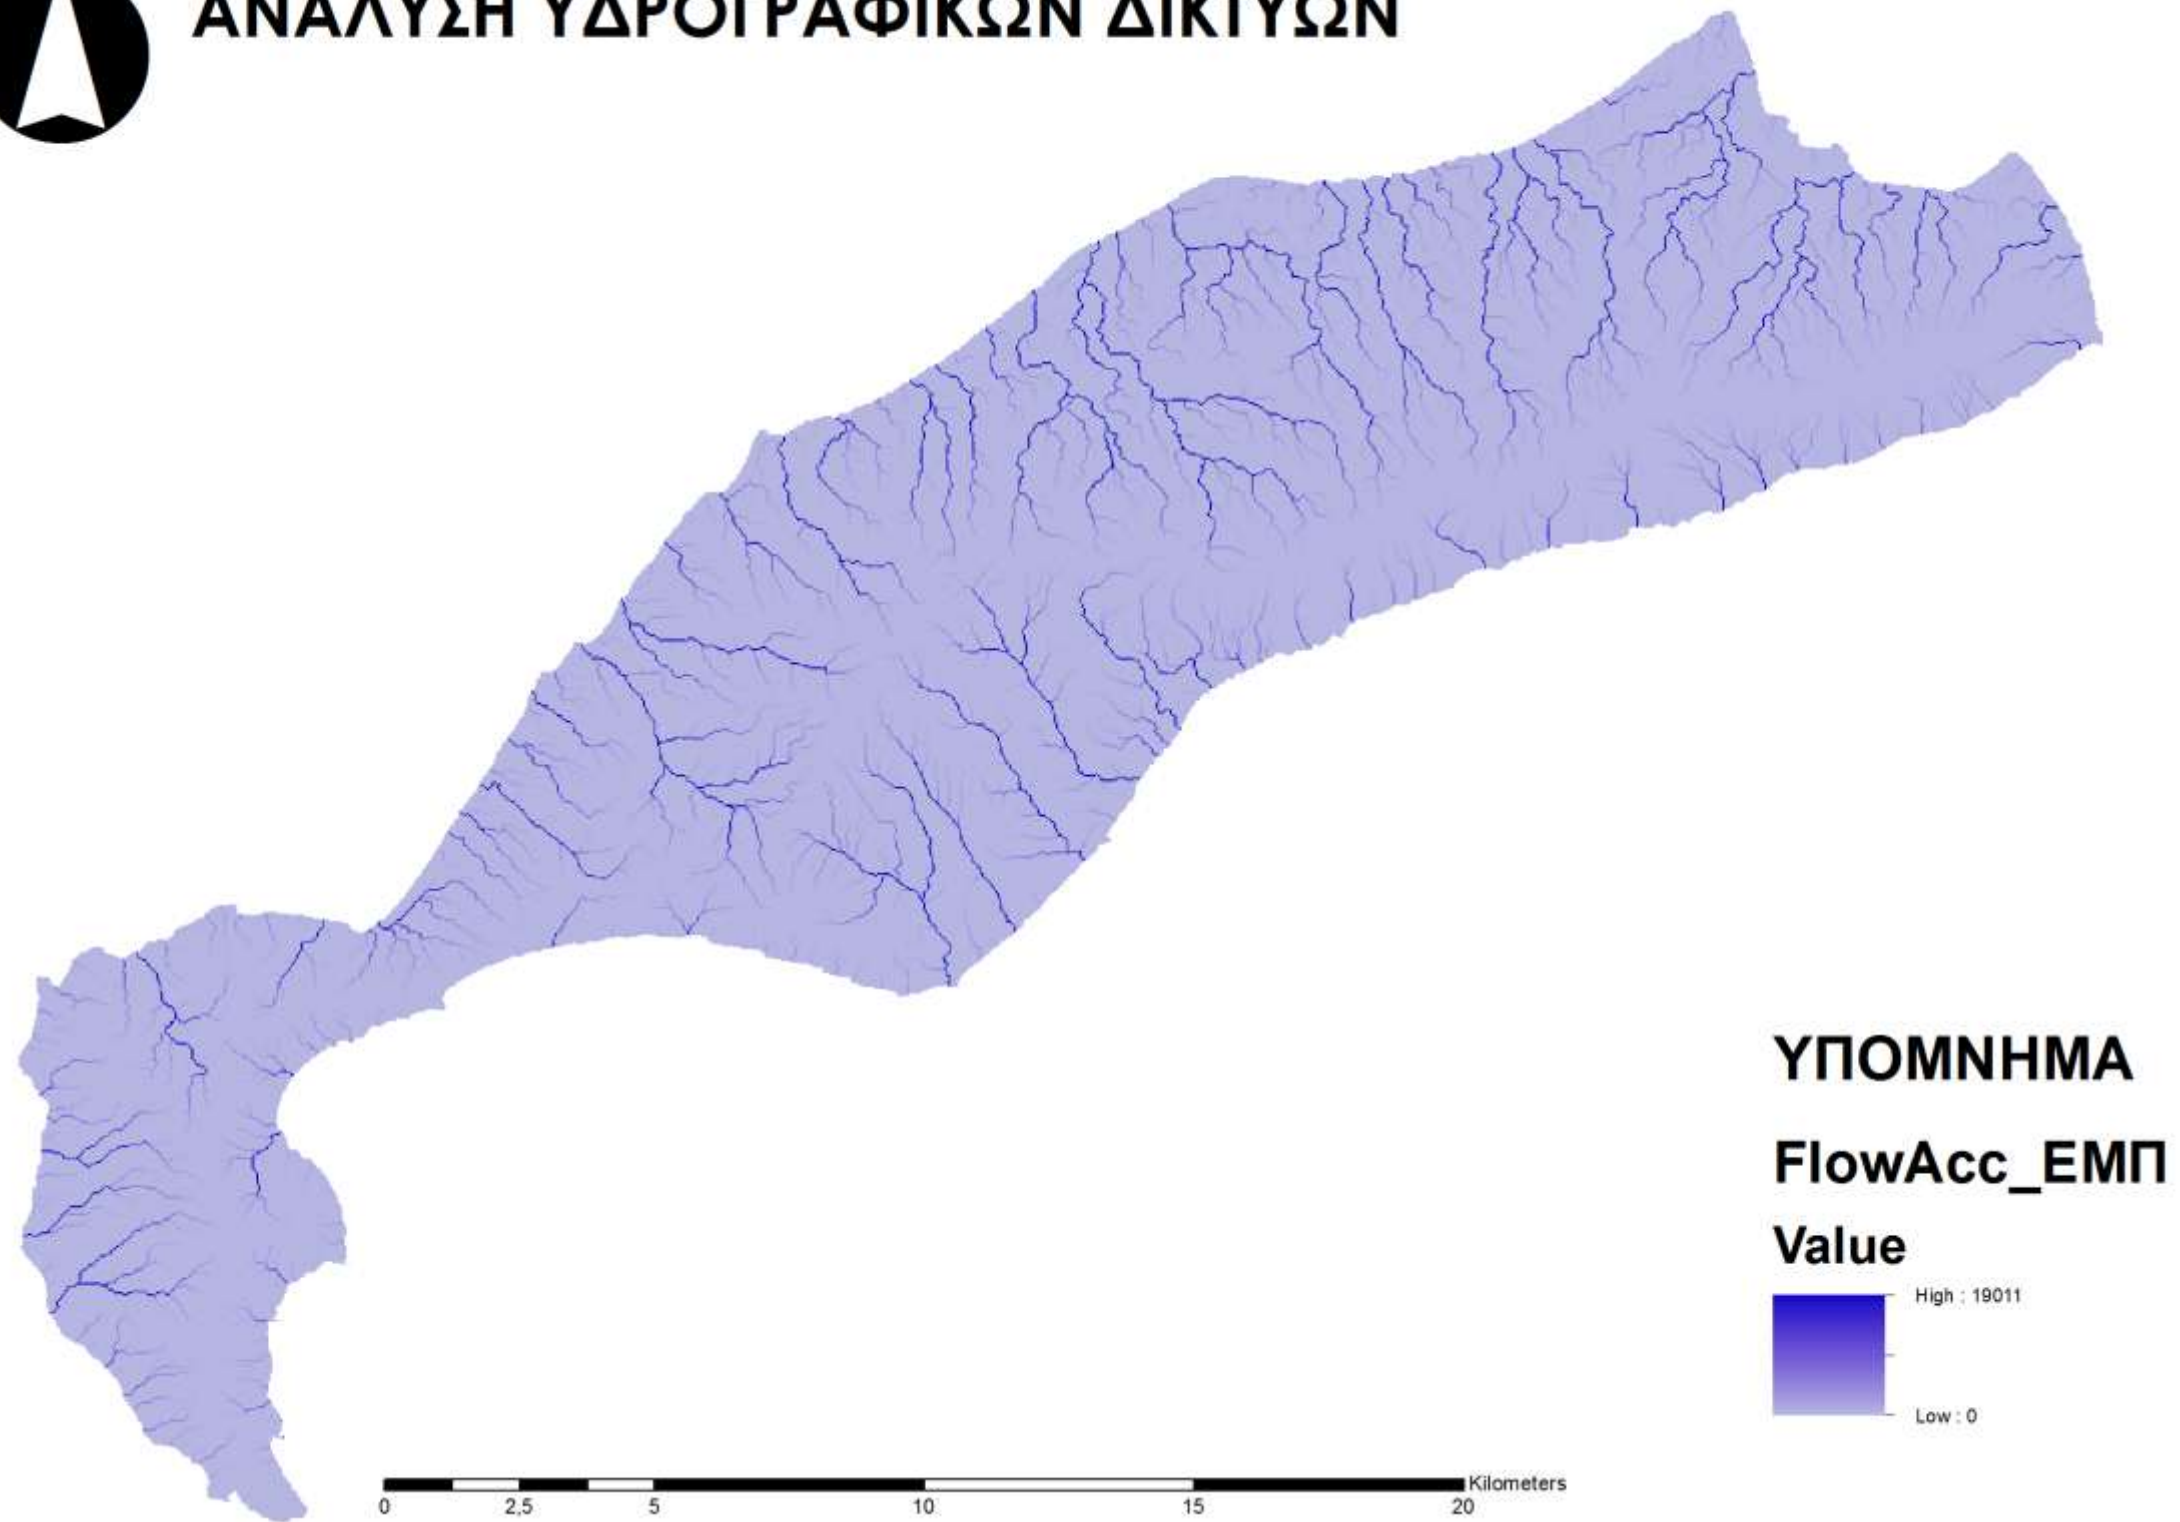 ΑΝΑΛΥΣΗ ΥΔΡΟΓΡΑΦΙΚΩΝ ΔΙΚΤΥΩΝ
ΥΠΟΜΝΗΜΑ
FlowAcc_ΕΜΠ
Value
High : 19011
Low : 0
Kilometers
0 2,5 5 10 15 20